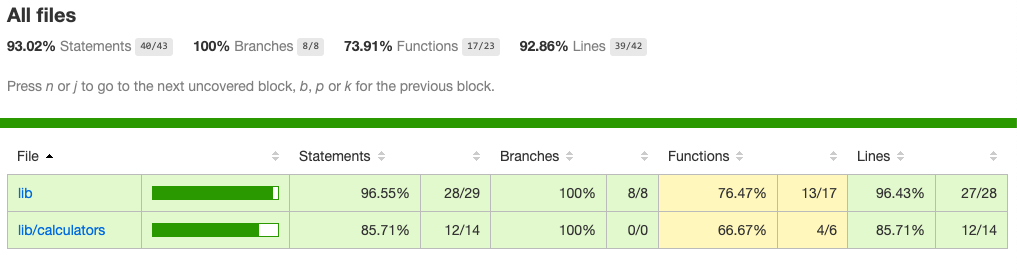 All files
93.02% Statements 40/43 100% Branches 8/8 73.91% Functions 17/23 92.86% Lines 39/42
Press n or j to go to the next uncovered block, b, p or k for the previous block.
File Statements Branches Functions Lines
lib 96.55% 28/29 100% 8/8 76.47% 13/17 96.43% 27/28
lib/calculators 85.71% 12/14 100% 0/0 66.67% 4/6 85.71% 12/14